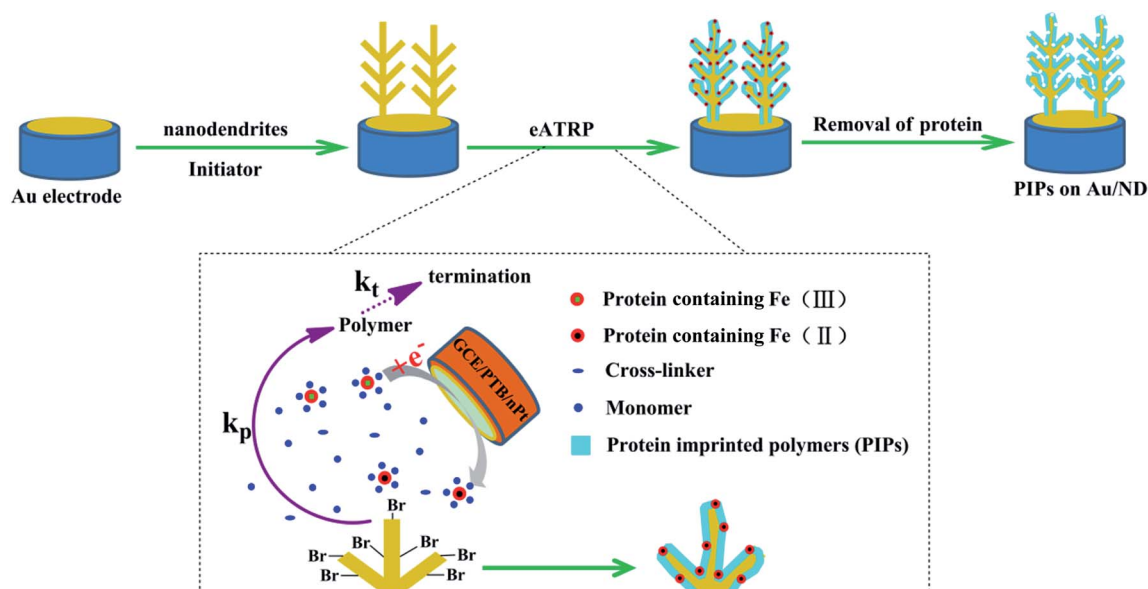 nanodendrites
Initiator
eATRP
Removal of protein
Au electrode
PIPs on Au/ND
kt
termination
Polymer
+e-
GCE/PTB/nPt
kp
Protein containing Fe（Ⅲ）
Protein containing Fe（Ⅱ）
Cross-linker
Monomer
Protein imprinted polymers (PIPs)
Br
Br
Br
Br
Br
Br
Br